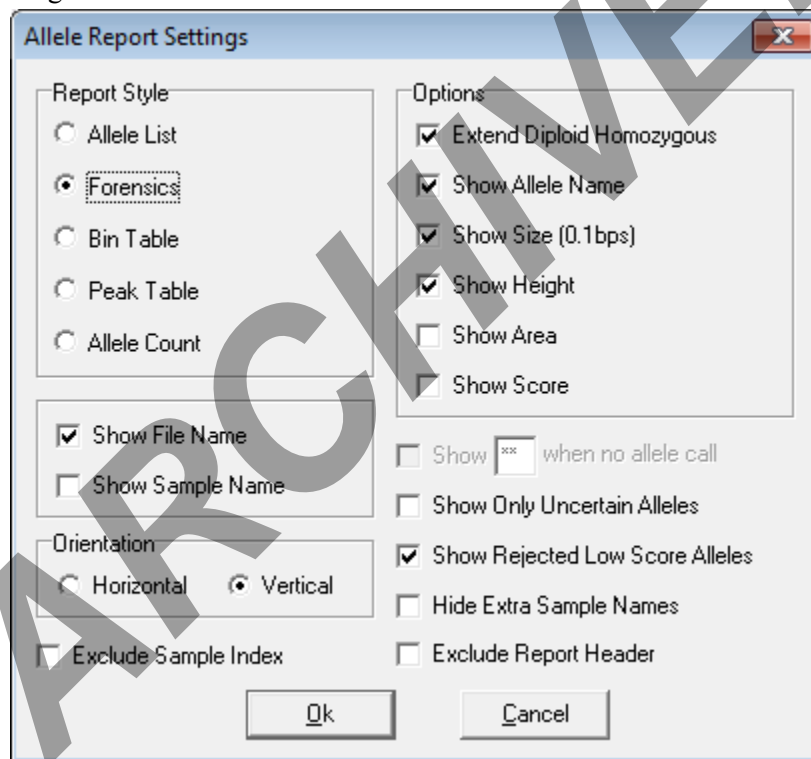 Allele Report Settings
Report Style
Allele List
Forensics
Bin Table
Peak Table
Allele Count
Show File Name
Show Sample Name
Orientation
Horizontal
Vertical
Exclude Sample Index
Options
Extend Diploid Homozygous
Show Allele Name
Show Size (0.1bps)
Show Height
Show Area
Show Score
Show ** when no allele call
Show Only Uncertain Alleles
Show Rejected Low Score Alleles
Hide Extra Sample Names
Exclude Report Header
Ok
Cancel
ARCHIVE